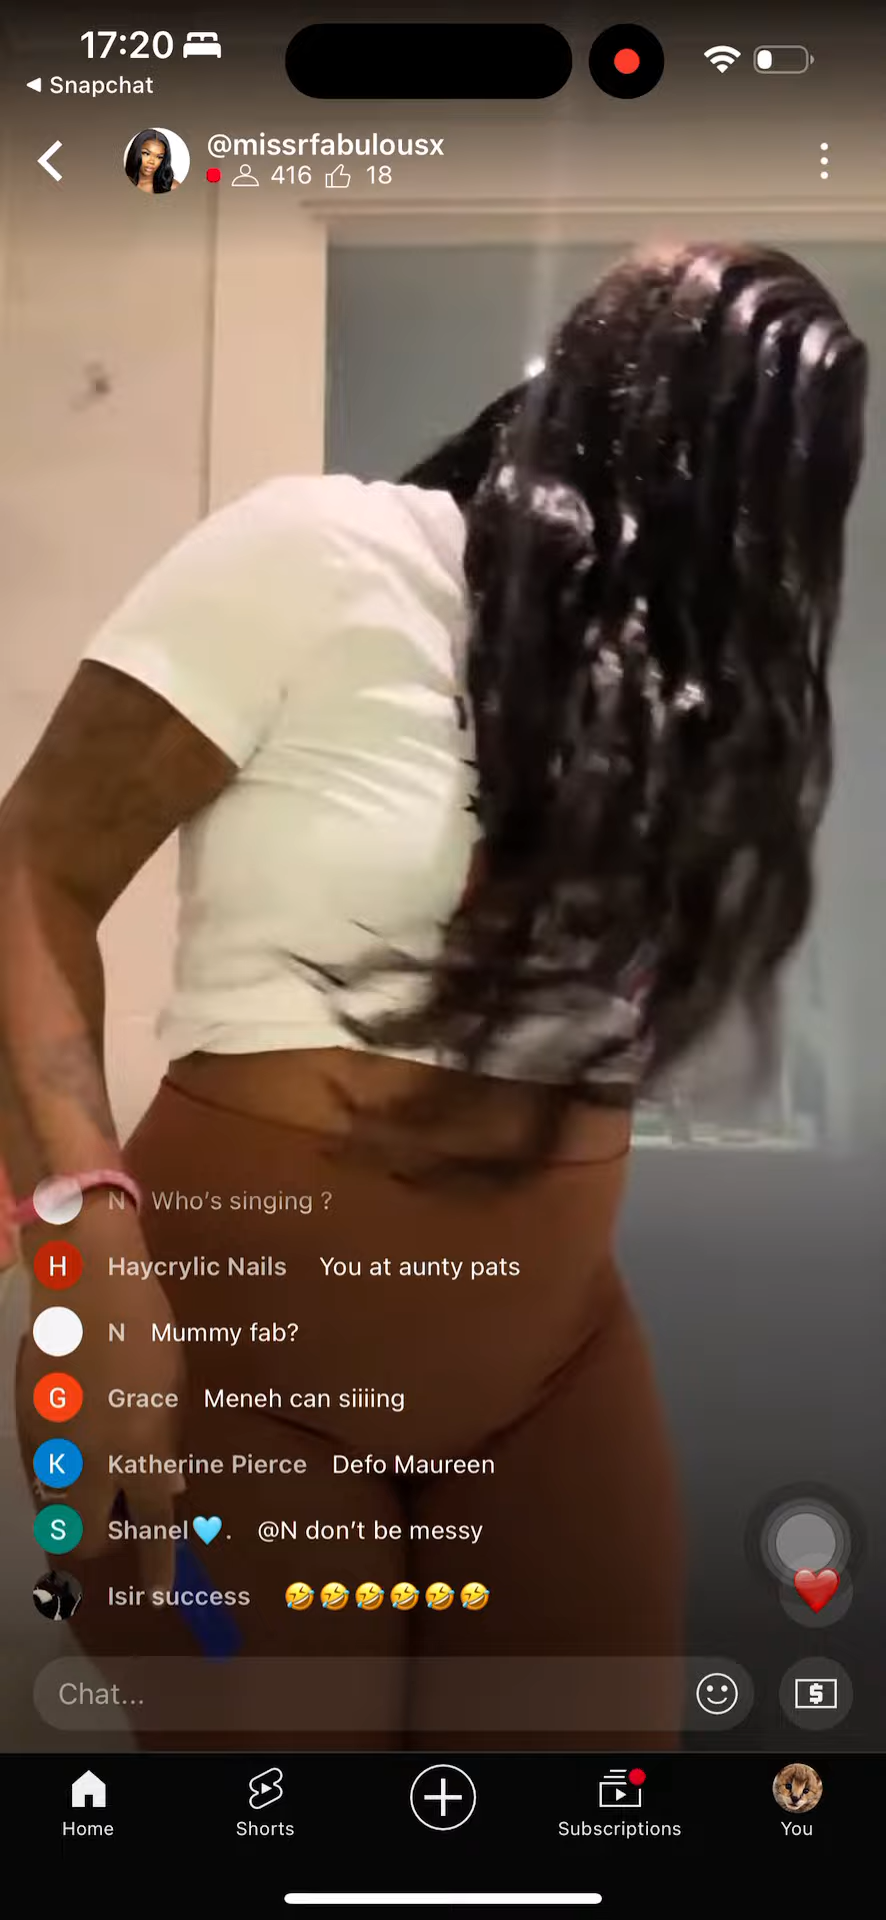 17:20
◀ Snapchat
@missrfabulousx
416 18
N Who's singing ?
H Haycrylic Nails You at aunty pats
N Mummy fab?
G Grace Meneh can siiiing
K Katherine Pierce Defo Maureen
S Shanel🩵. @N don't be messy
Isir success 🤣🤣🤣🤣🤣🤣
Chat...
Home Shorts Subscriptions You